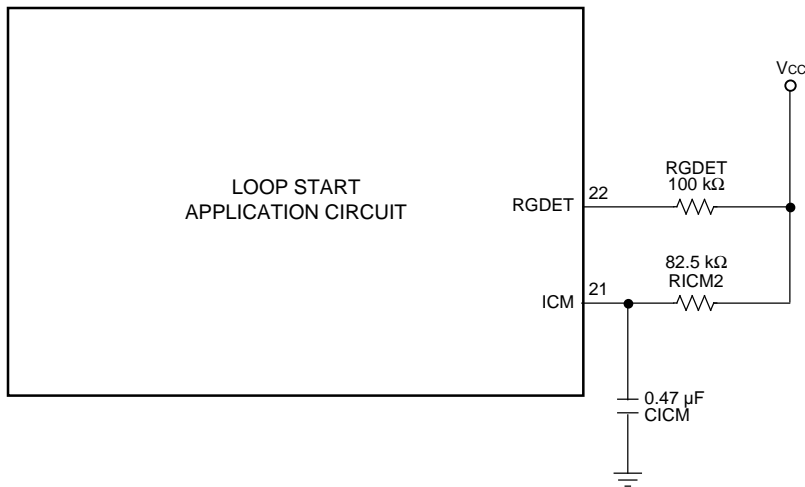 VCC
RGDET
100 kΩ
LOOP START
APPLICATION CIRCUIT
RGDET
22
82.5 kΩ
RICM2
ICM
21
0.47 µF
CICM